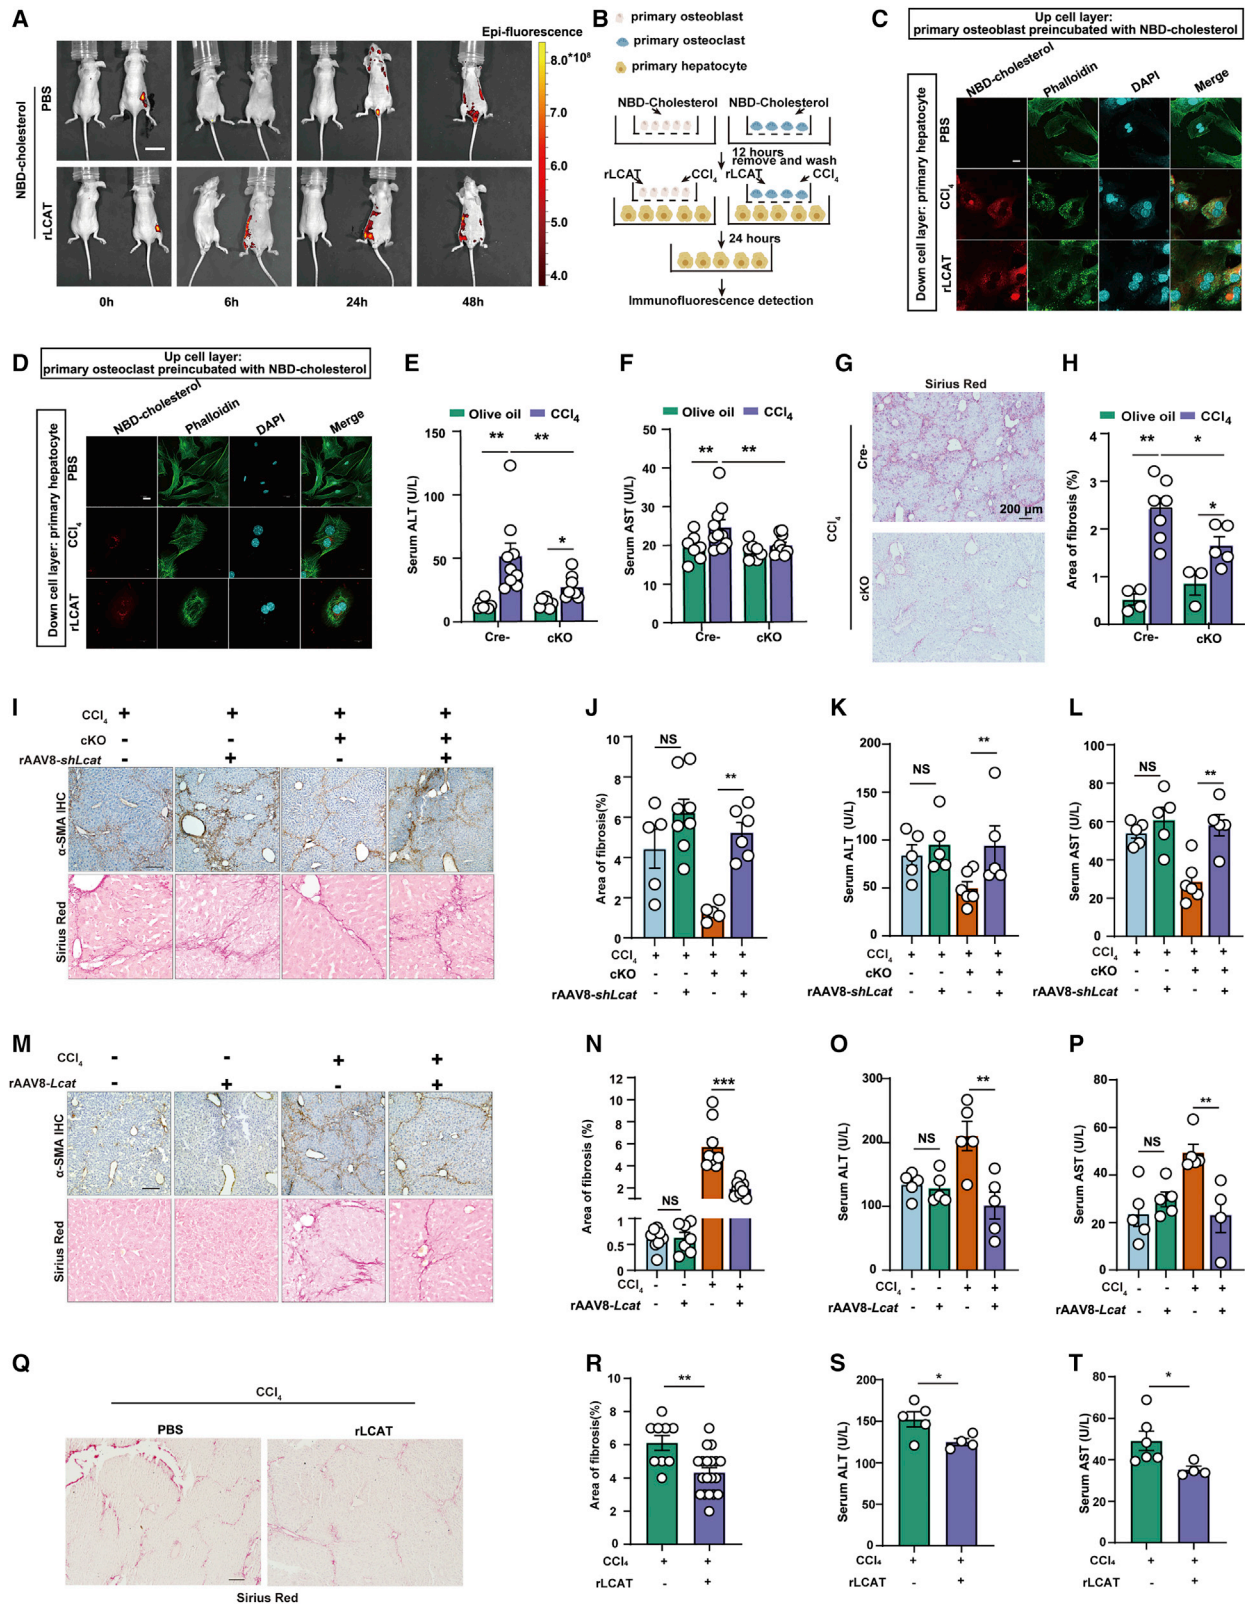 A
Epi-fluorescence
NBD-cholesterol
PBS
rLCAT
8.0*10⁸
7.0
6.0
5.0
4.0
0h
6h
24h
48h
B
primary osteoblast
primary osteoclast
primary hepatocyte
NBD-Cholesterol
NBD-Cholesterol
12 hours
remove and wash
rLCAT
CCl₄
rLCAT
CCl₄
24 hours
Immunofluorescence detection
C
Up cell layer:
primary osteoblast preincubated with NBD-cholesterol
NBD-cholesterol
Phalloidin
DAPI
Merge
Down cell layer: primary hepatocyte
PBS
CCl₄
rLCAT
D
Up cell layer:
primary osteoclast preincubated with NBD-cholesterol
NBD-cholesterol
Phalloidin
DAPI
Merge
Down cell layer: primary hepatocyte
PBS
CCl₄
rLCAT
E
Olive oil
CCl₄
Serum ALT (U/L)
150
100
50
0
**
**
*
Cre-
cKO
F
Olive oil
CCl₄
Serum AST (U/L)
50
40
30
20
10
0
**
**
Cre-
cKO
G
Sirius Red
CCl₄
Cre-
cKO
200 µm
H
Olive oil
CCl₄
Area of fibrosis (%)
4
3
2
1
0
**
*
*
Cre-
cKO
I
CCl₄ + + + +
cKO - - + +
rAAV8-shLcat - + - +
α-SMA IHC
Sirius Red
J
Area of fibrosis(%)
10
8
6
4
2
0
NS
**
CCl₄ + + + +
cKO - - + +
rAAV8-shLcat - + - +
K
Serum ALT (U/L)
200
150
100
50
0
NS
**
CCl₄ + + + +
cKO - - + +
rAAV8-shLcat - + - +
L
Serum AST (U/L)
100
80
60
40
20
0
NS
**
CCl₄ + + + +
cKO - - + +
rAAV8-shLcat - + - +
M
CCl₄ - - + +
rAAV8-Lcat - + - +
α-SMA IHC
Sirius Red
N
Area of fibrosis (%)
12
10
8
6
4
2
1
0.5
0
NS
***
CCl₄ - - + +
rAAV8-Lcat - + - +
O
Serum ALT (U/L)
300
200
100
0
NS
**
CCl₄ - - + +
rAAV8-Lcat - + - +
P
Serum AST (U/L)
80
60
40
20
0
NS
**
CCl₄ - - + +
rAAV8-Lcat - + - +
Q
CCl₄
PBS
rLCAT
Sirius Red
R
Area of fibrosis(%)
10
8
6
4
2
0
**
CCl₄ + +
rLCAT - +
S
Serum ALT (U/L)
200
150
100
50
0
*
CCl₄ + +
rLCAT - +
T
Serum AST (U/L)
80
60
40
20
0
*
CCl₄ + +
rLCAT - +